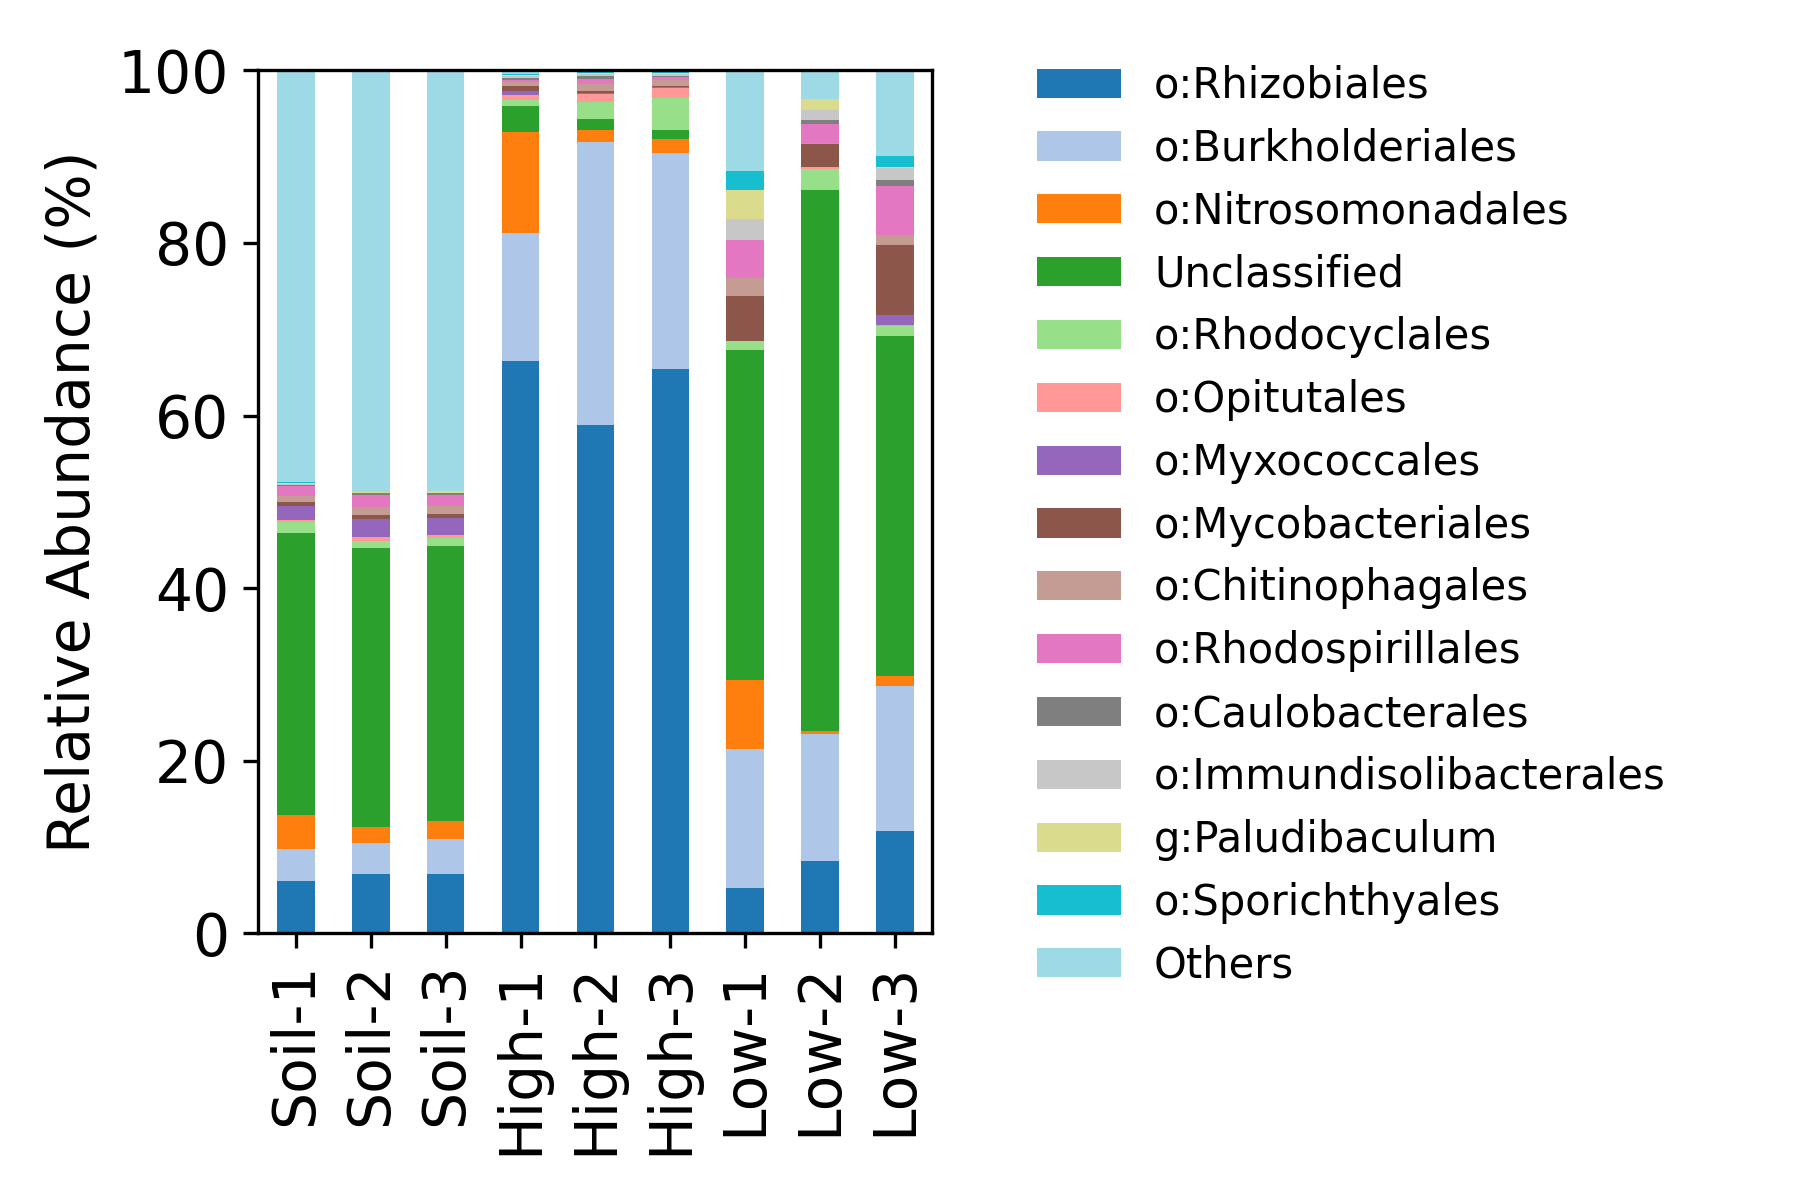 Relative Abundance (%)
100
80
60
40
20
0
Soil-1
Soil-2
Soil-3
High-1
High-2
High-3
Low-1
Low-2
Low-3
o:Rhizobiales
o:Burkholderiales
o:Nitrosomonadales
Unclassified
o:Rhodocyclales
o:Opitutales
o:Myxococcales
o:Mycobacteriales
o:Chitinophagales
o:Rhodospirillales
o:Caulobacterales
o:Immundisolibacterales
g:Paludibaculum
o:Sporichthyales
Others